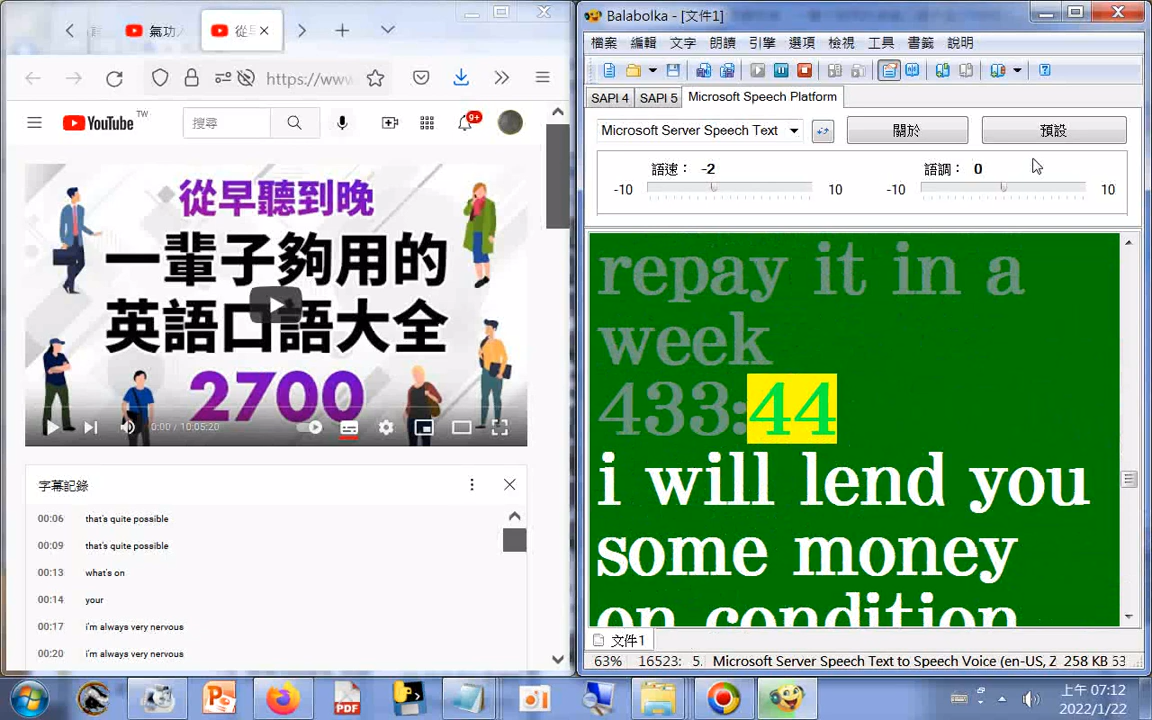 氣功
從
https://www
YouTube TW
搜尋
9+
從早聽到晚
一輩子夠用的
英語口語大全
2700
0:00 / 10:05:20
字幕記錄
00:06 that's quite possible
00:09 that's quite possible
00:13 what's on
00:14 your
00:17 i'm always very nervous
00:20 i'm always very nervous
Balabolka - [文件1]
檔案 編輯 文字 朗讀 引擎 選項 檢視 工具 書籤 說明
SAPI 4 SAPI 5 Microsoft Speech Platform
Microsoft Server Speech Text 關於 預設
語速： -2 語調： 0
-10 10 -10 10
repay it in a
week
433:44
i will lend you
some money
on condition
文件1
63% 16523: 5. Microsoft Server Speech Text to Speech Voice (en-US, Z 258 KB 53
PDF
上午 07:12
2022/1/22